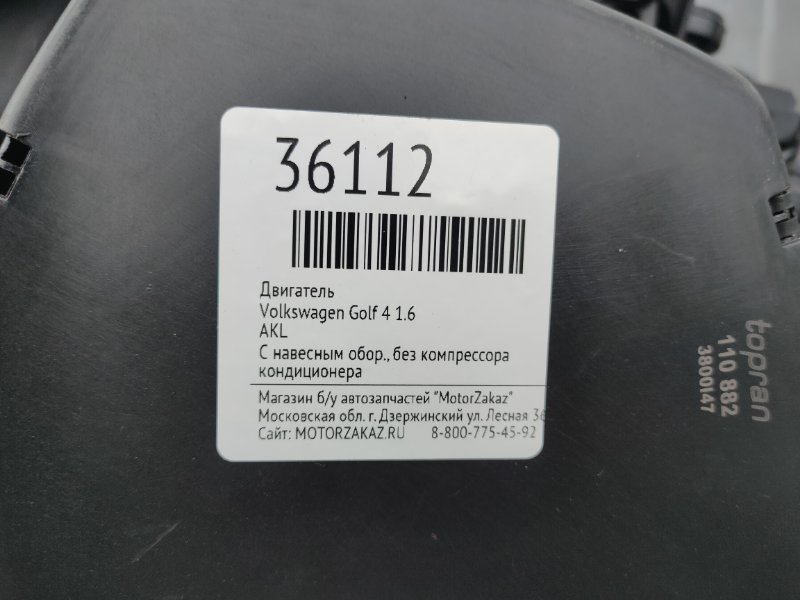 36112
Двигатель
Volkswagen Golf 4 1.6
AKL
С навесным обор., без компрессора
кондиционера
Магазин б/у автозапчастей "MotorZakaz"
Московская обл. г. Дзержинский ул. Лесная 36
Сайт: MOTORZAKAZ.RU 8-800-775-45-92
topran
110 882
3800147